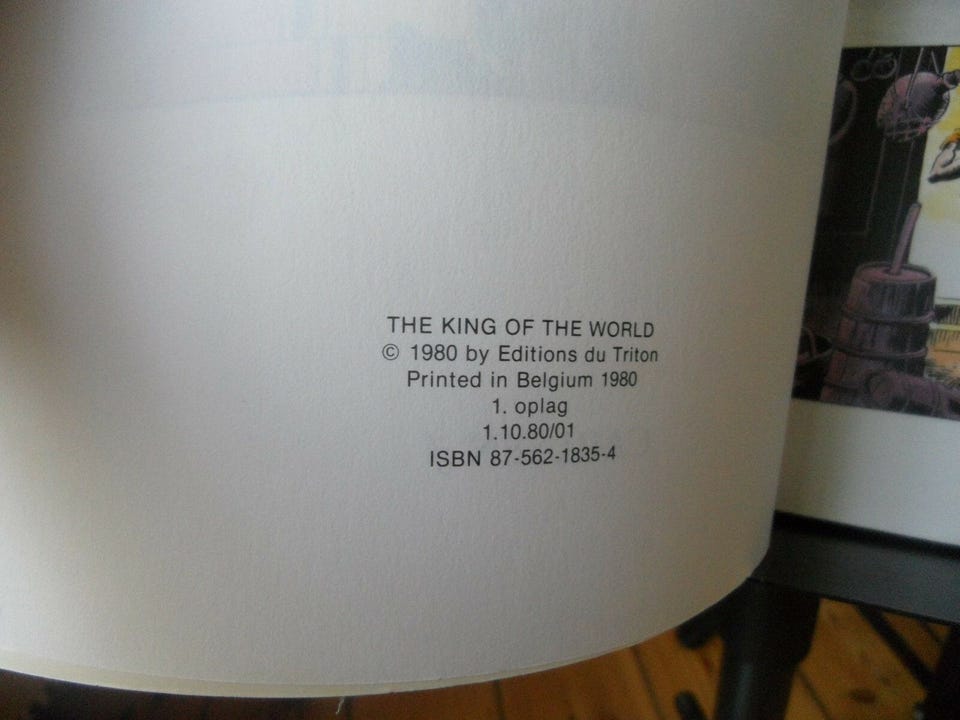 THE KING OF THE WORLD
© 1980 by Editions du Triton
Printed in Belgium 1980
1. oplag
1.10.80/01
ISBN 87-562-1835-4